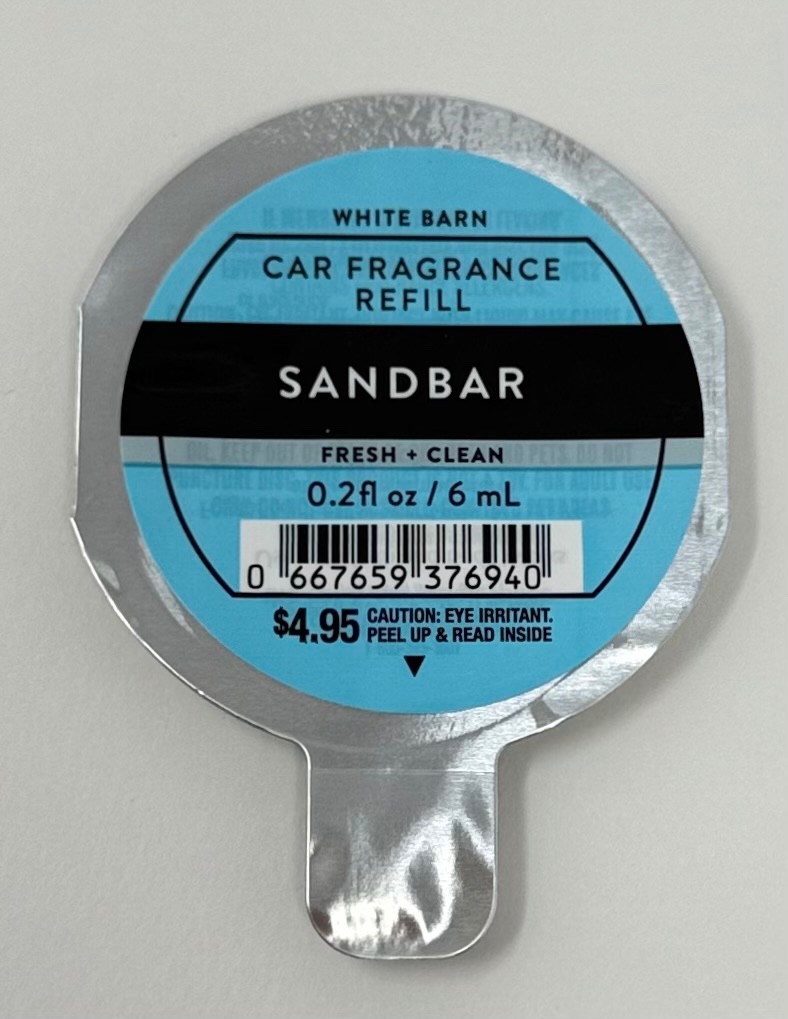 WHITE BARN
CAR FRAGRANCE
REFILL
SANDBAR
FRESH + CLEAN
0.2fl oz / 6 mL
0 667659 376940
$4.95 CAUTION: EYE IRRITANT.
PEEL UP & READ INSIDE